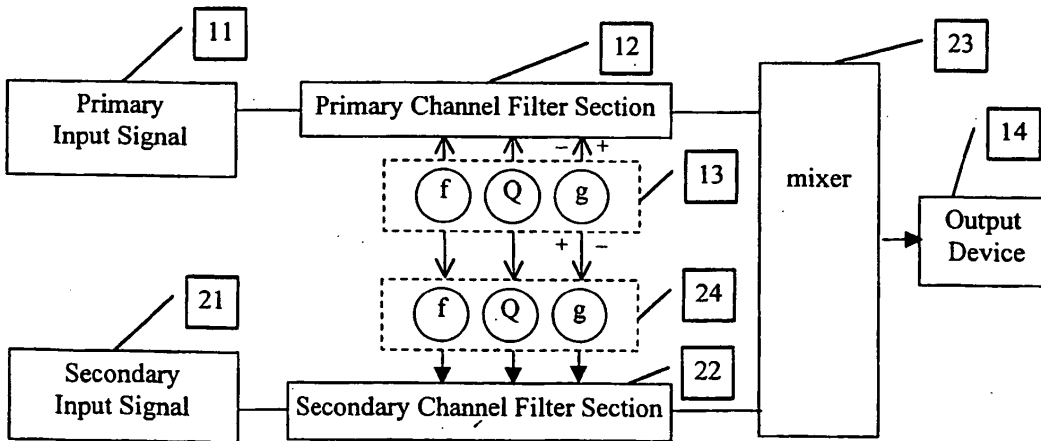 11
12
23
Primary
Input Signal
Primary Channel Filter Section
– +
f Q g
13
mixer
14
Output
Device
+ –
f Q g
24
21
22
Secondary
Input Signal
Secondary Channel Filter Section